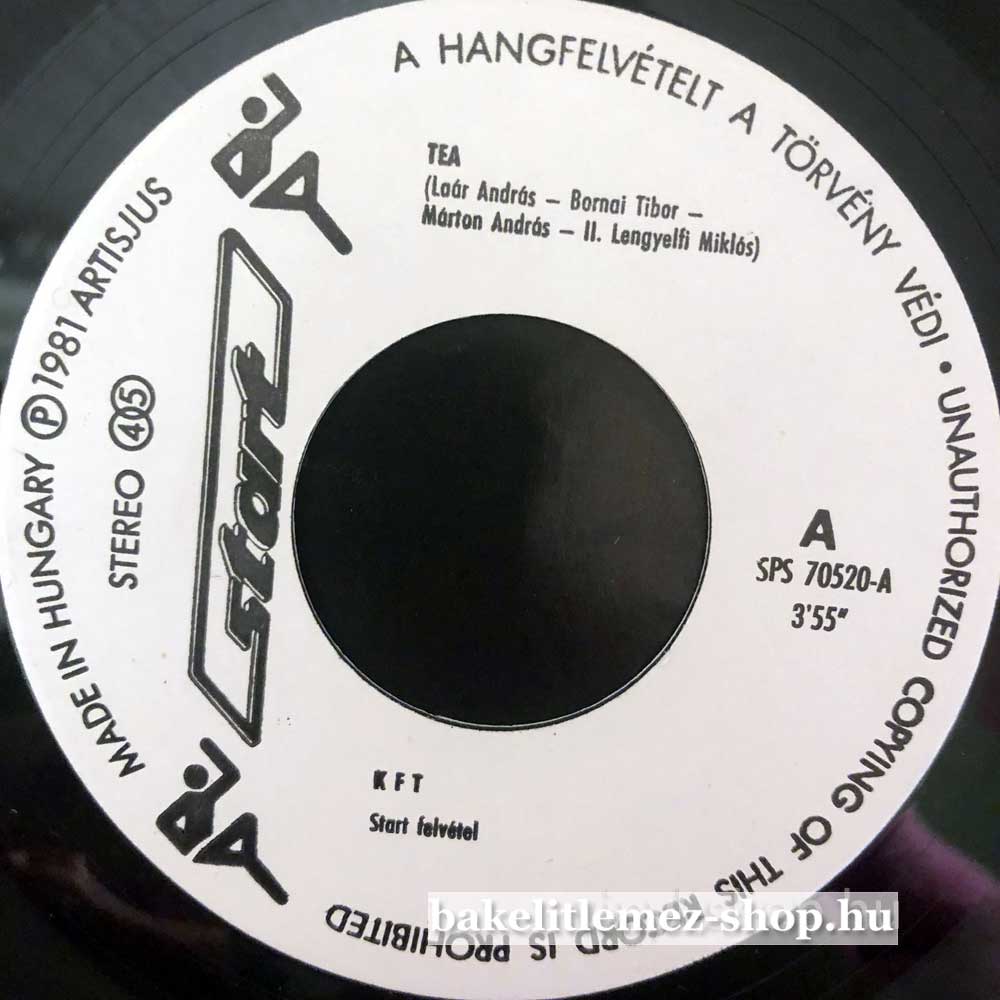 A HANGFELVÉTELT A TÖRVÉNY VÉDI • UNAUTHORIZED COPYING OF THIS RECORD IS PROHIBITED
MADE IN HUNGARY Ⓟ 1981 ARTISJUS
STEREO 45
start
TEA
(Laár András – Bornai Tibor –
Márton András – II. Lengyelfi Miklós)
A
SPS 70520-A
3'55"
KFT
Start felvétel
bakelitlemez-shop.hu